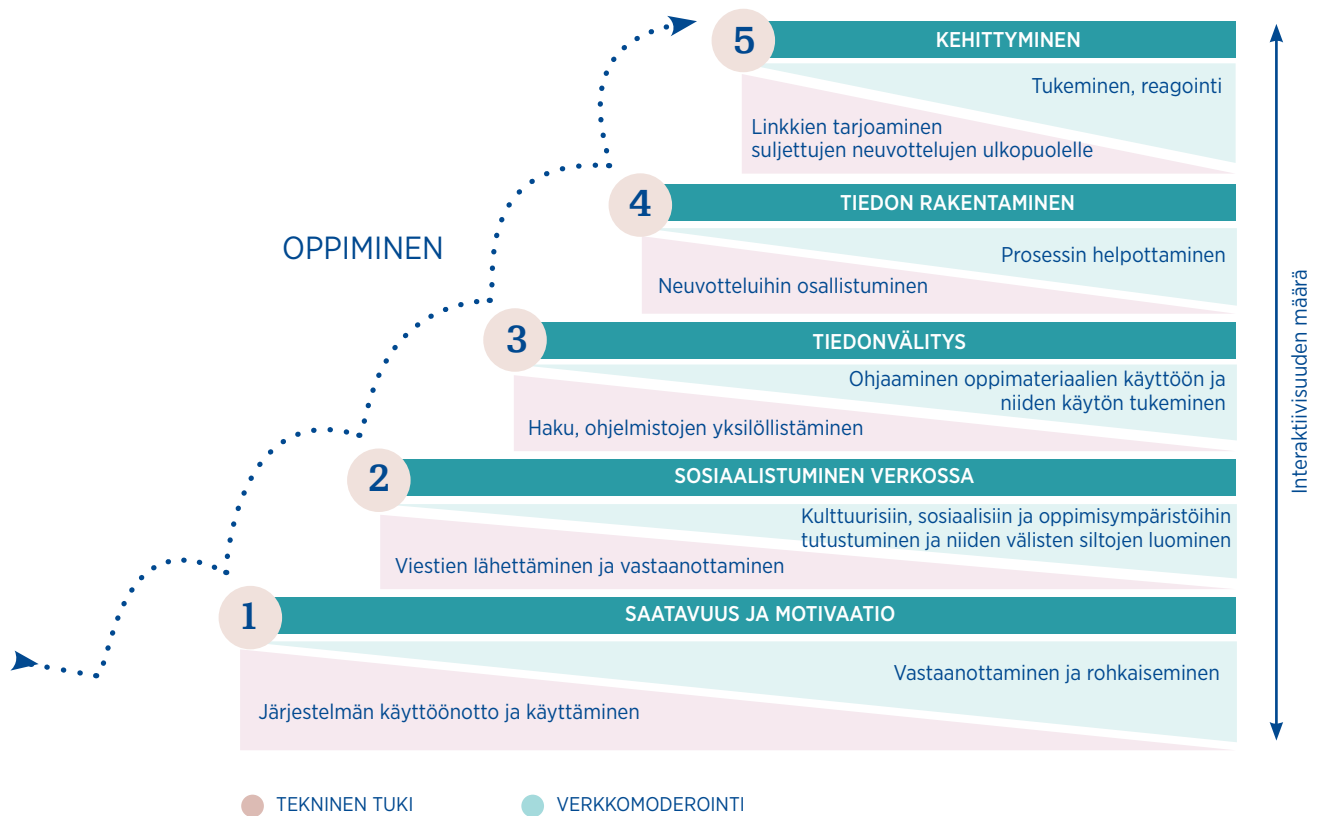 5
KEHITTYMINEN
Tukeminen, reagointi
Linkkien tarjoaminen
suljettujen neuvottelujen ulkopuolelle
4
TIEDON RAKENTAMINEN
Prosessin helpottaminen
Neuvotteluihin osallistuminen
OPPIMINEN
3
TIEDONVÄLITYS
Ohjaaminen oppimateriaalien käyttöön ja
niiden käytön tukeminen
Haku, ohjelmistojen yksilöllistäminen
2
SOSIAALISTUMINEN VERKOSSA
Kulttuurisiin, sosiaalisiin ja oppimisympäristöihin
tutustuminen ja niiden välisten siltojen luominen
Viestien lähettäminen ja vastaanottaminen
1
SAATAVUUS JA MOTIVAATIO
Vastaanottaminen ja rohkaiseminen
Järjestelmän käyttöönotto ja käyttäminen
Interaktiivisuuden määrä
TEKNINEN TUKI
VERKKOMODEROINTI